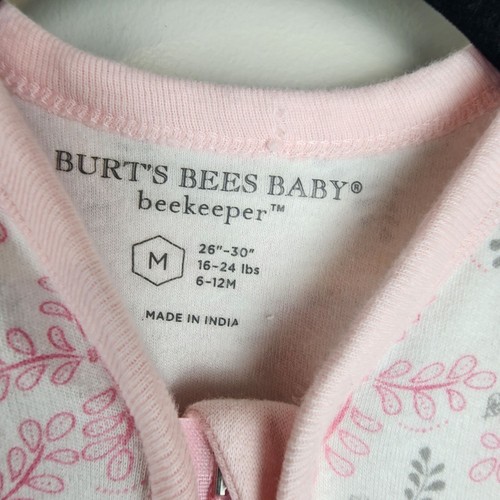 BURT'S BEES BABY®
beekeeper™
M
26"-30"
16-24 lbs
6-12M
MADE IN INDIA